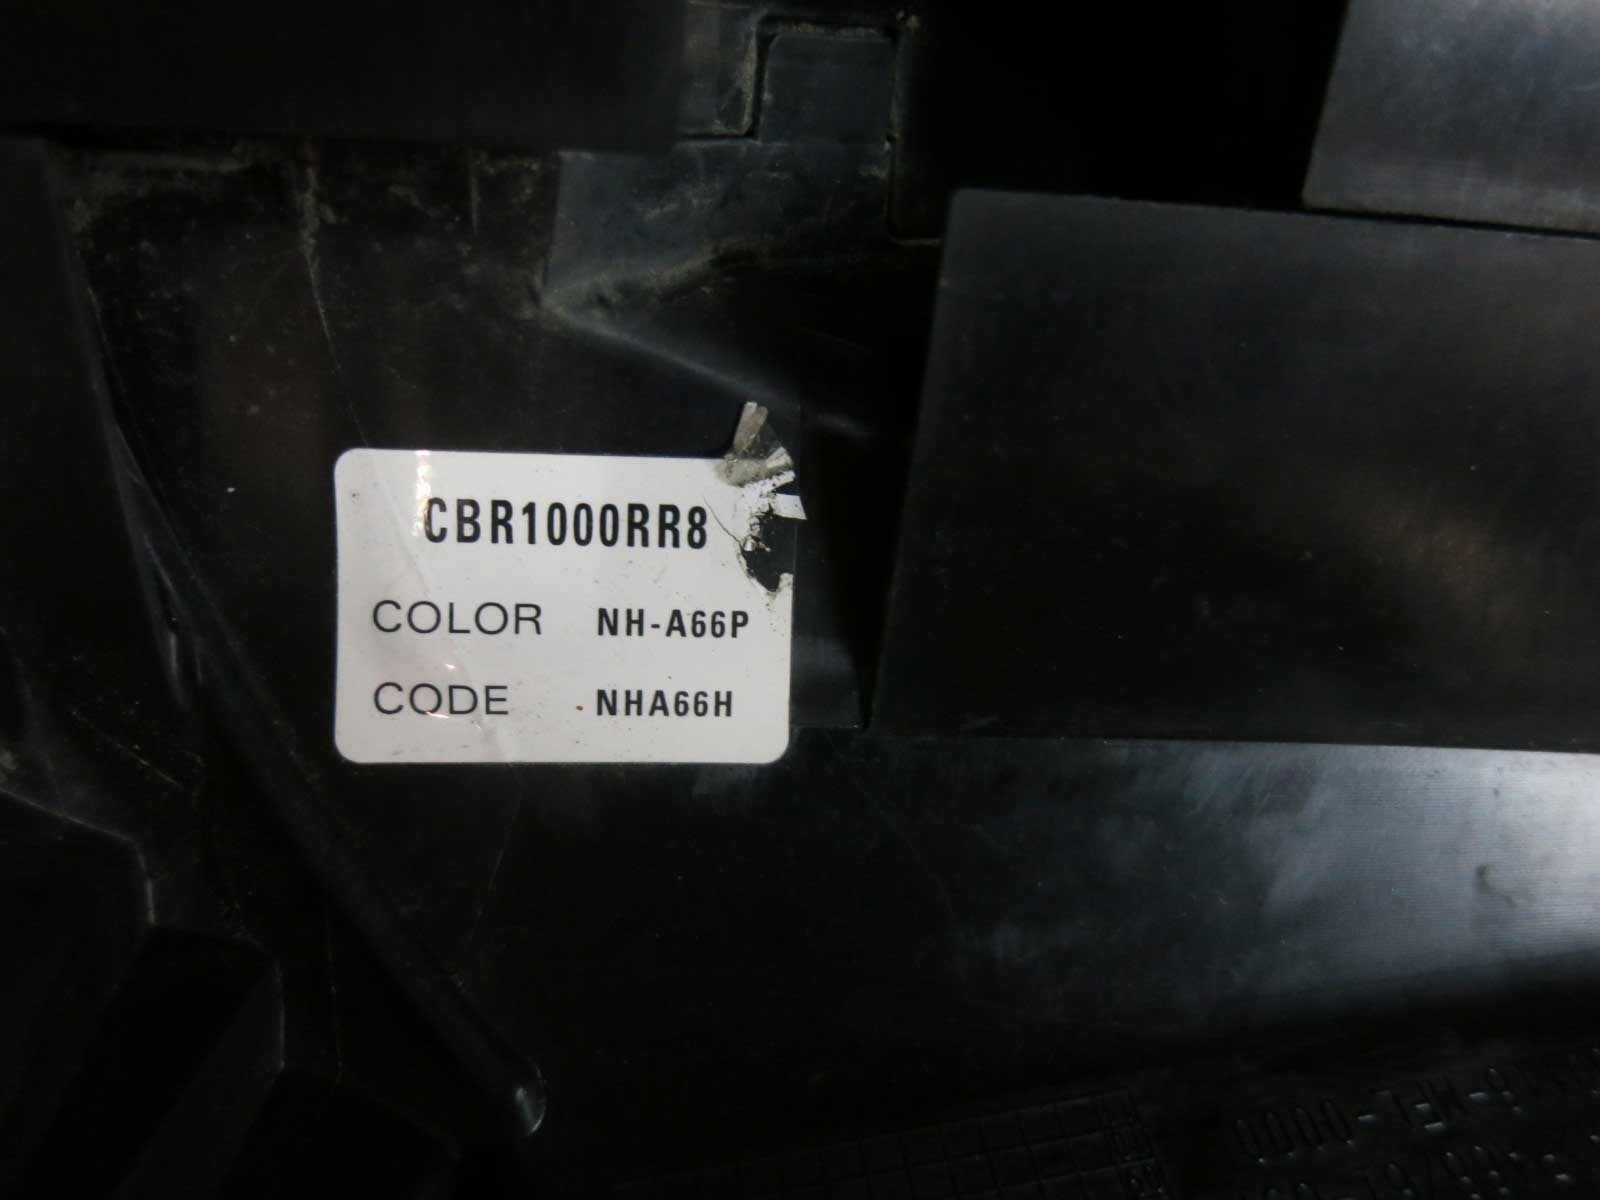 CBR1000RR8
COLOR NH-A66P
CODE NHA66H